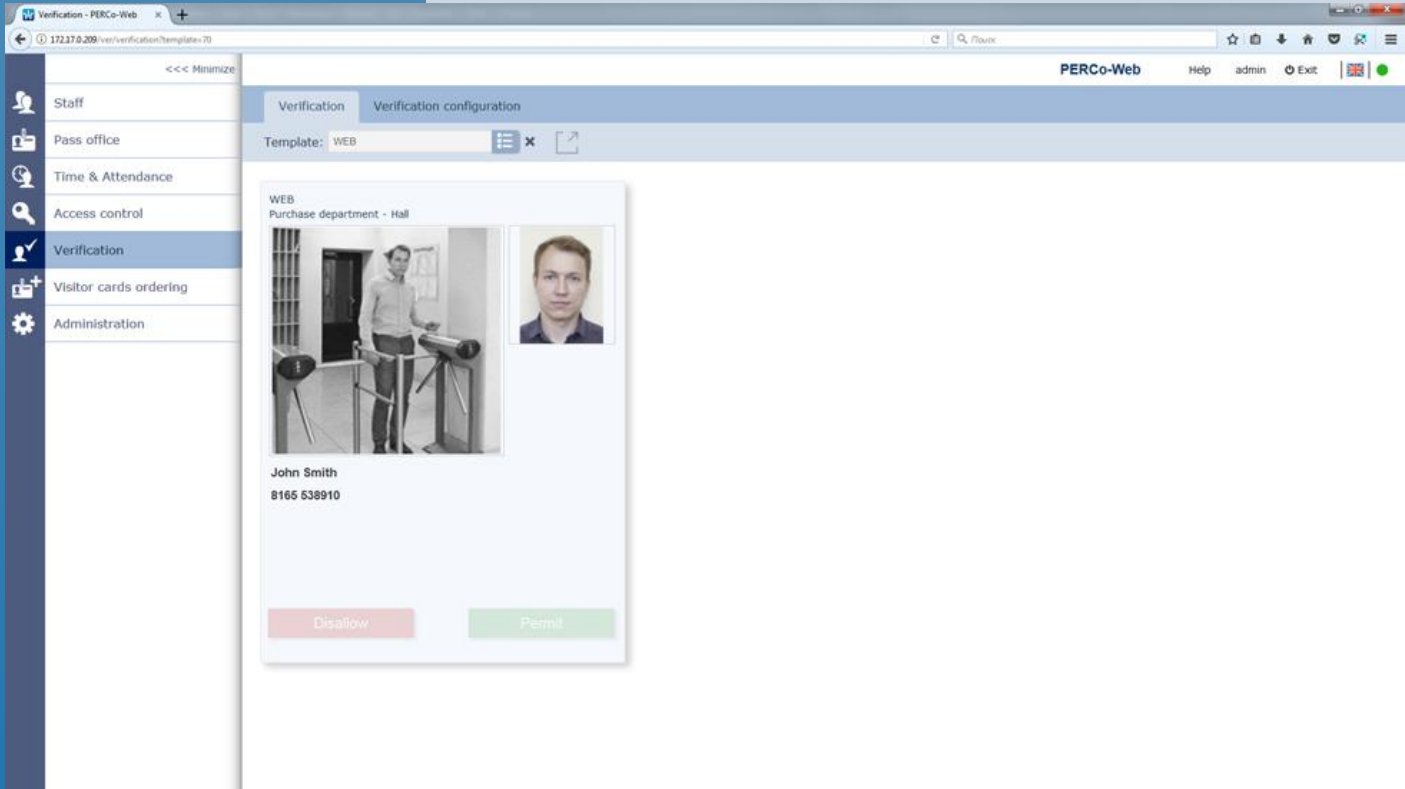 Verification - PERCo-Web
172.17.0.209/ver/verification?template=70
Поиск
<<< Minimize
PERCo-Web
Help
admin
Exit
Staff
Pass office
Time & Attendance
Access control
Verification
Visitor cards ordering
Administration
Verification
Verification configuration
Template:
WEB
WEB
Purchase department - Hall
John Smith
8165 538910
Disallow
Permit